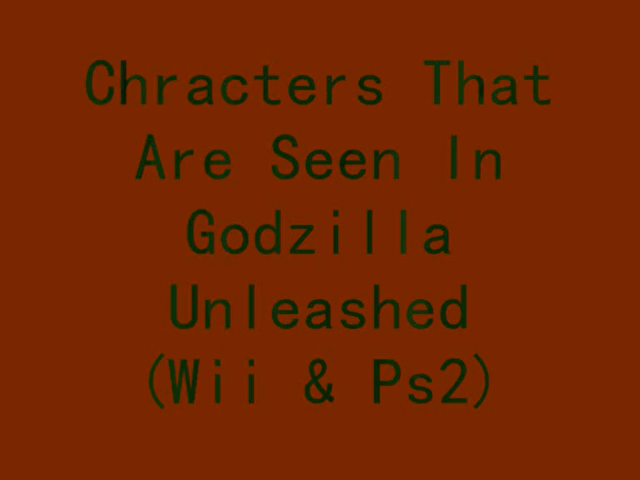 Chracters That
Are Seen In
Godzilla
Unleashed
(Wii & Ps2)